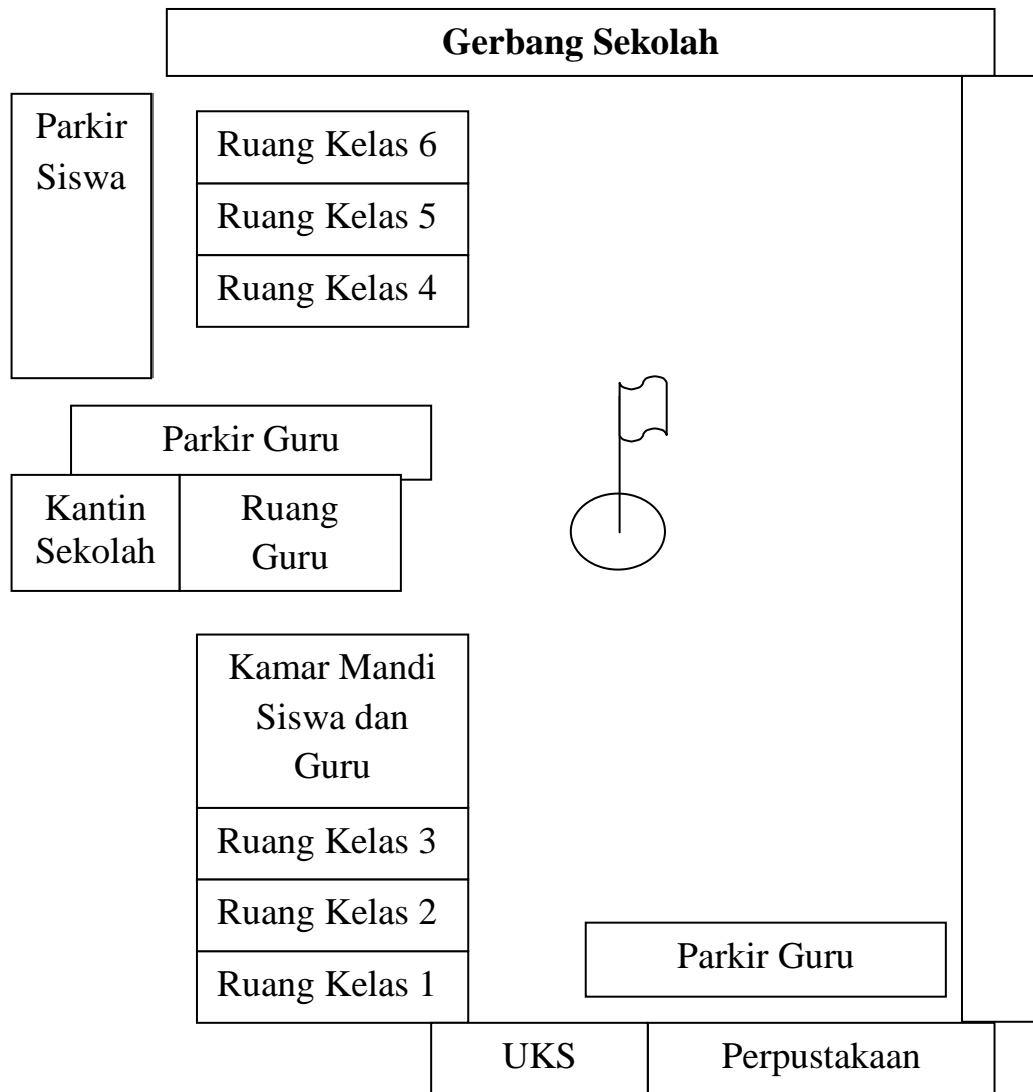 Gerbang Sekolah
Parkir
Siswa
Ruang Kelas 6
Ruang Kelas 5
Ruang Kelas 4
Parkir Guru
Kantin
Sekolah
Ruang
Guru
Kamar Mandi
Siswa dan
Guru
Ruang Kelas 3
Ruang Kelas 2
Ruang Kelas 1
Parkir Guru
UKS
Perpustakaan